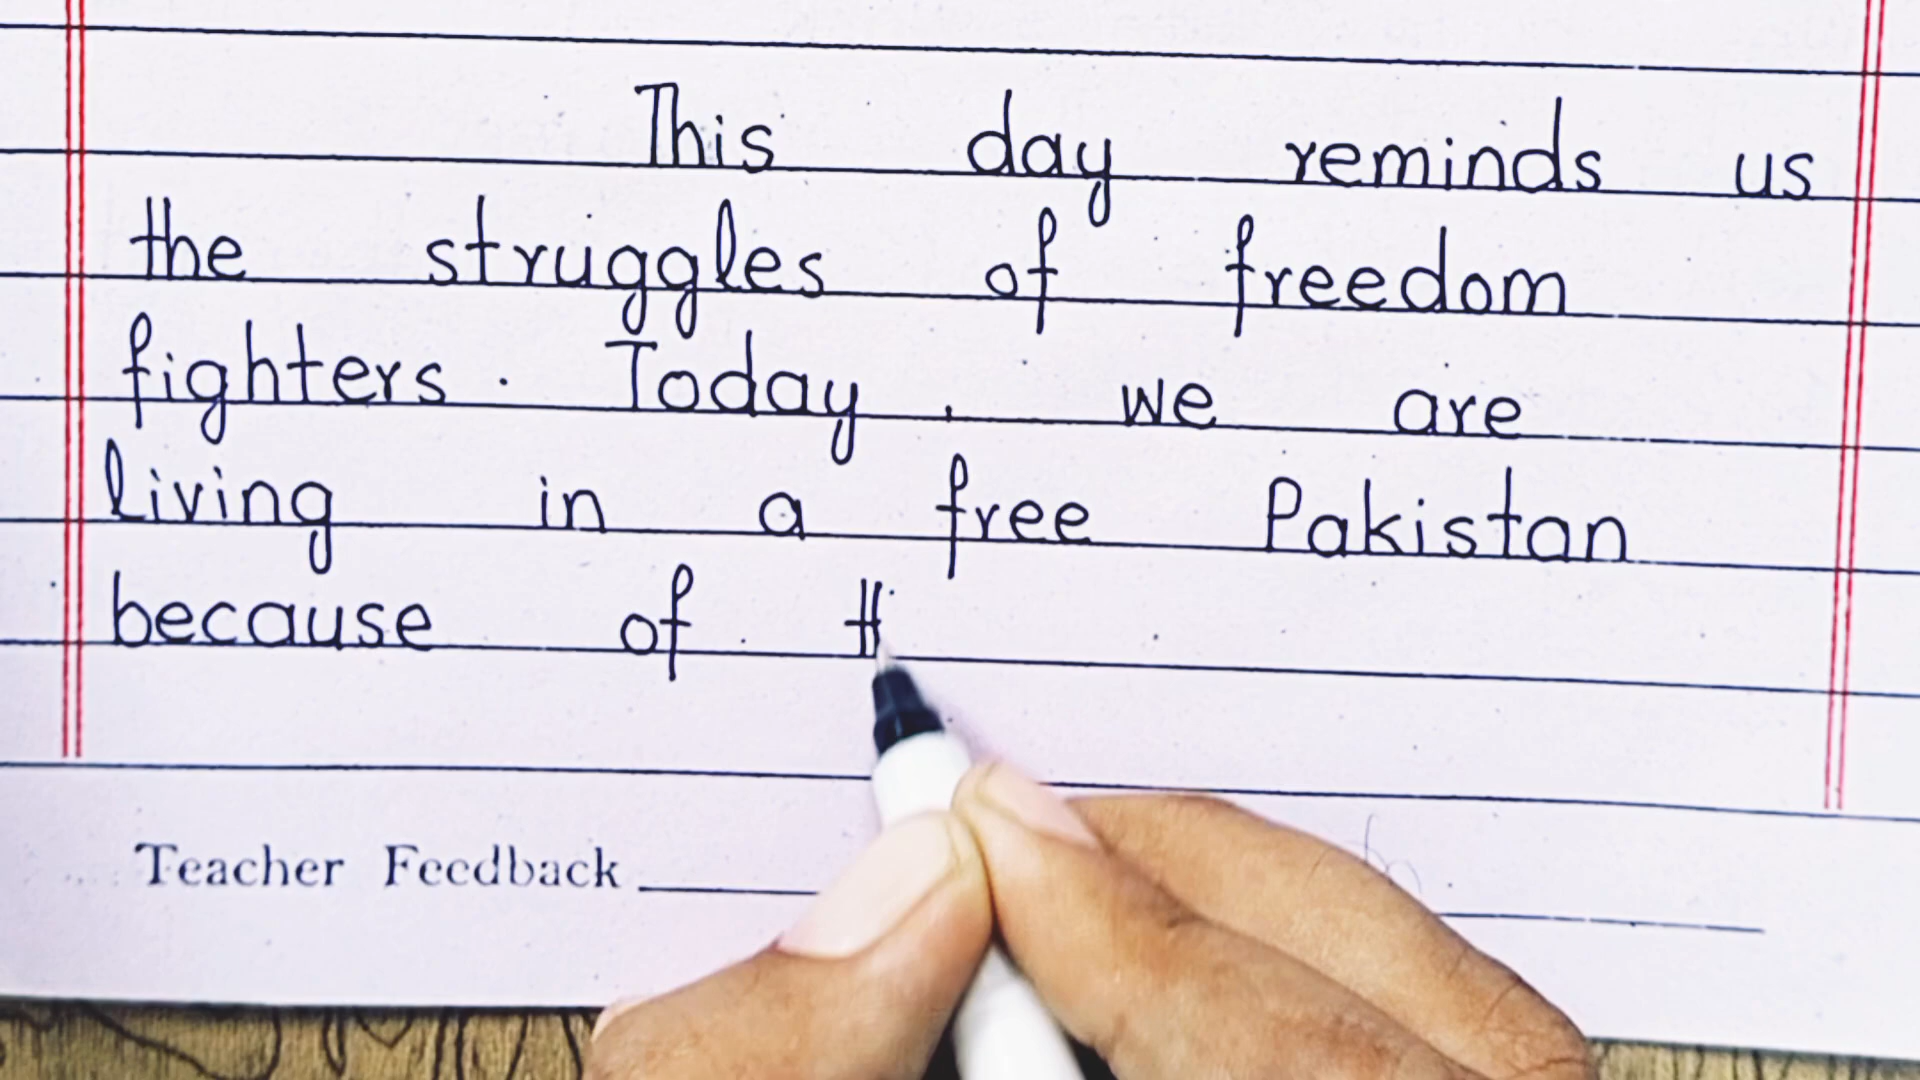 This day reminds us
the struggles of freedom
fighters. Today, we are
living in a free Pakistan
because of
Teacher Feedback